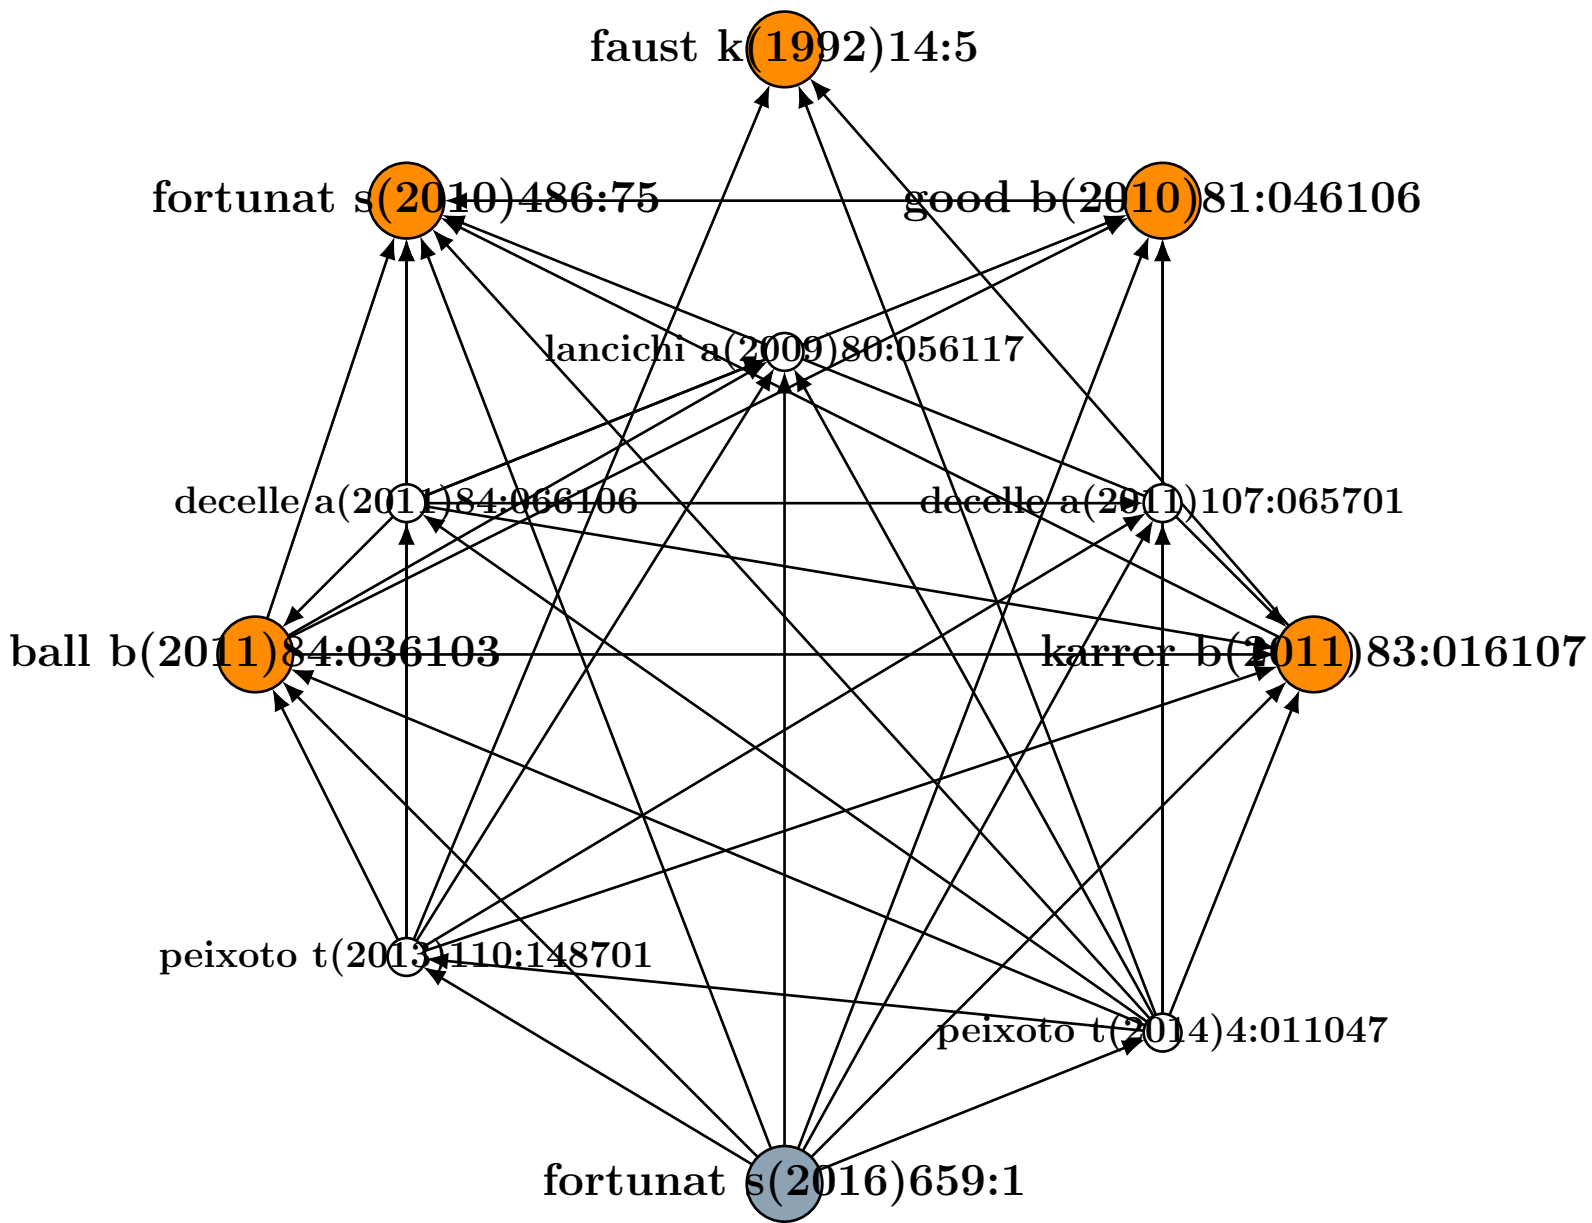 faust k(1992)14:5
fortunat s(2010)486:75
good b(2010)81:046106
lancichi a(2009)80:056117
decelle a(2011)84:066106
decelle a(2011)107:065701
ball b(2011)84:036103
karrer b(2011)83:016107
peixoto t(2013)110:148701
peixoto t(2014)4:011047
fortunat s(2016)659:1